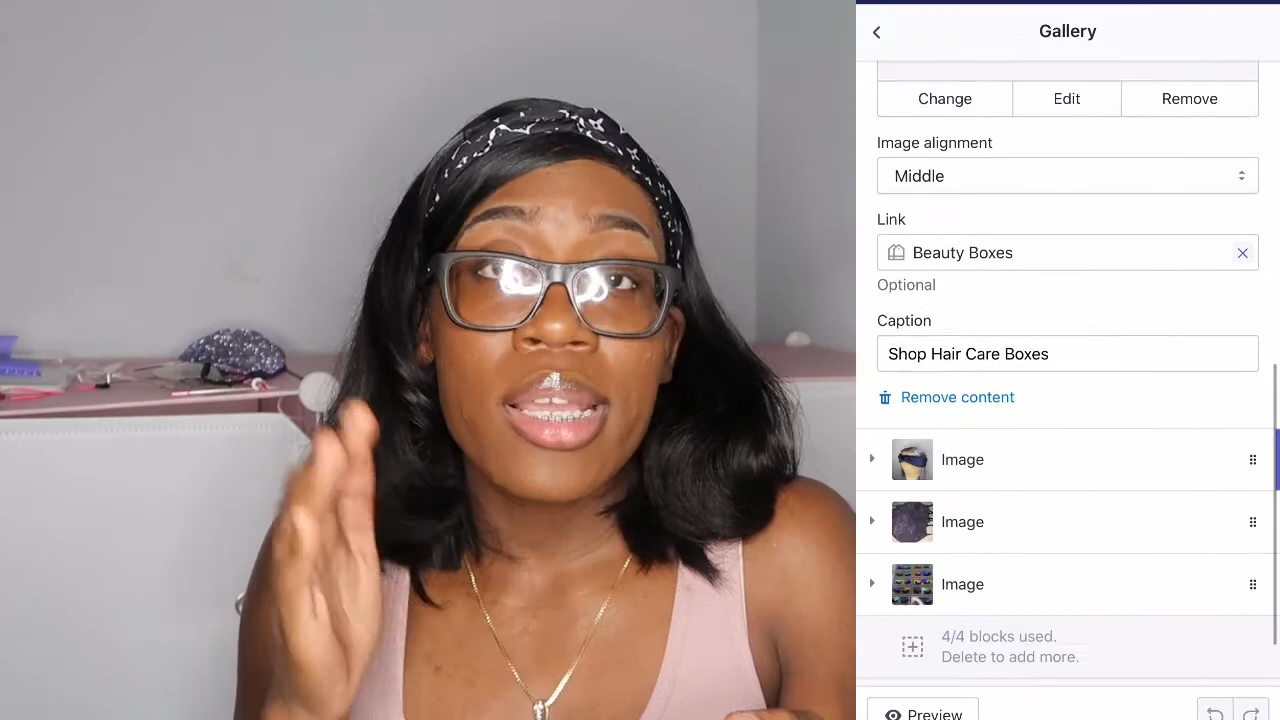 Gallery
Change Edit Remove
Image alignment
Middle
Link
Beauty Boxes
Optional
Caption
Shop Hair Care Boxes
Remove content
Image
Image
Image
4/4 blocks used.
Delete to add more.
Preview